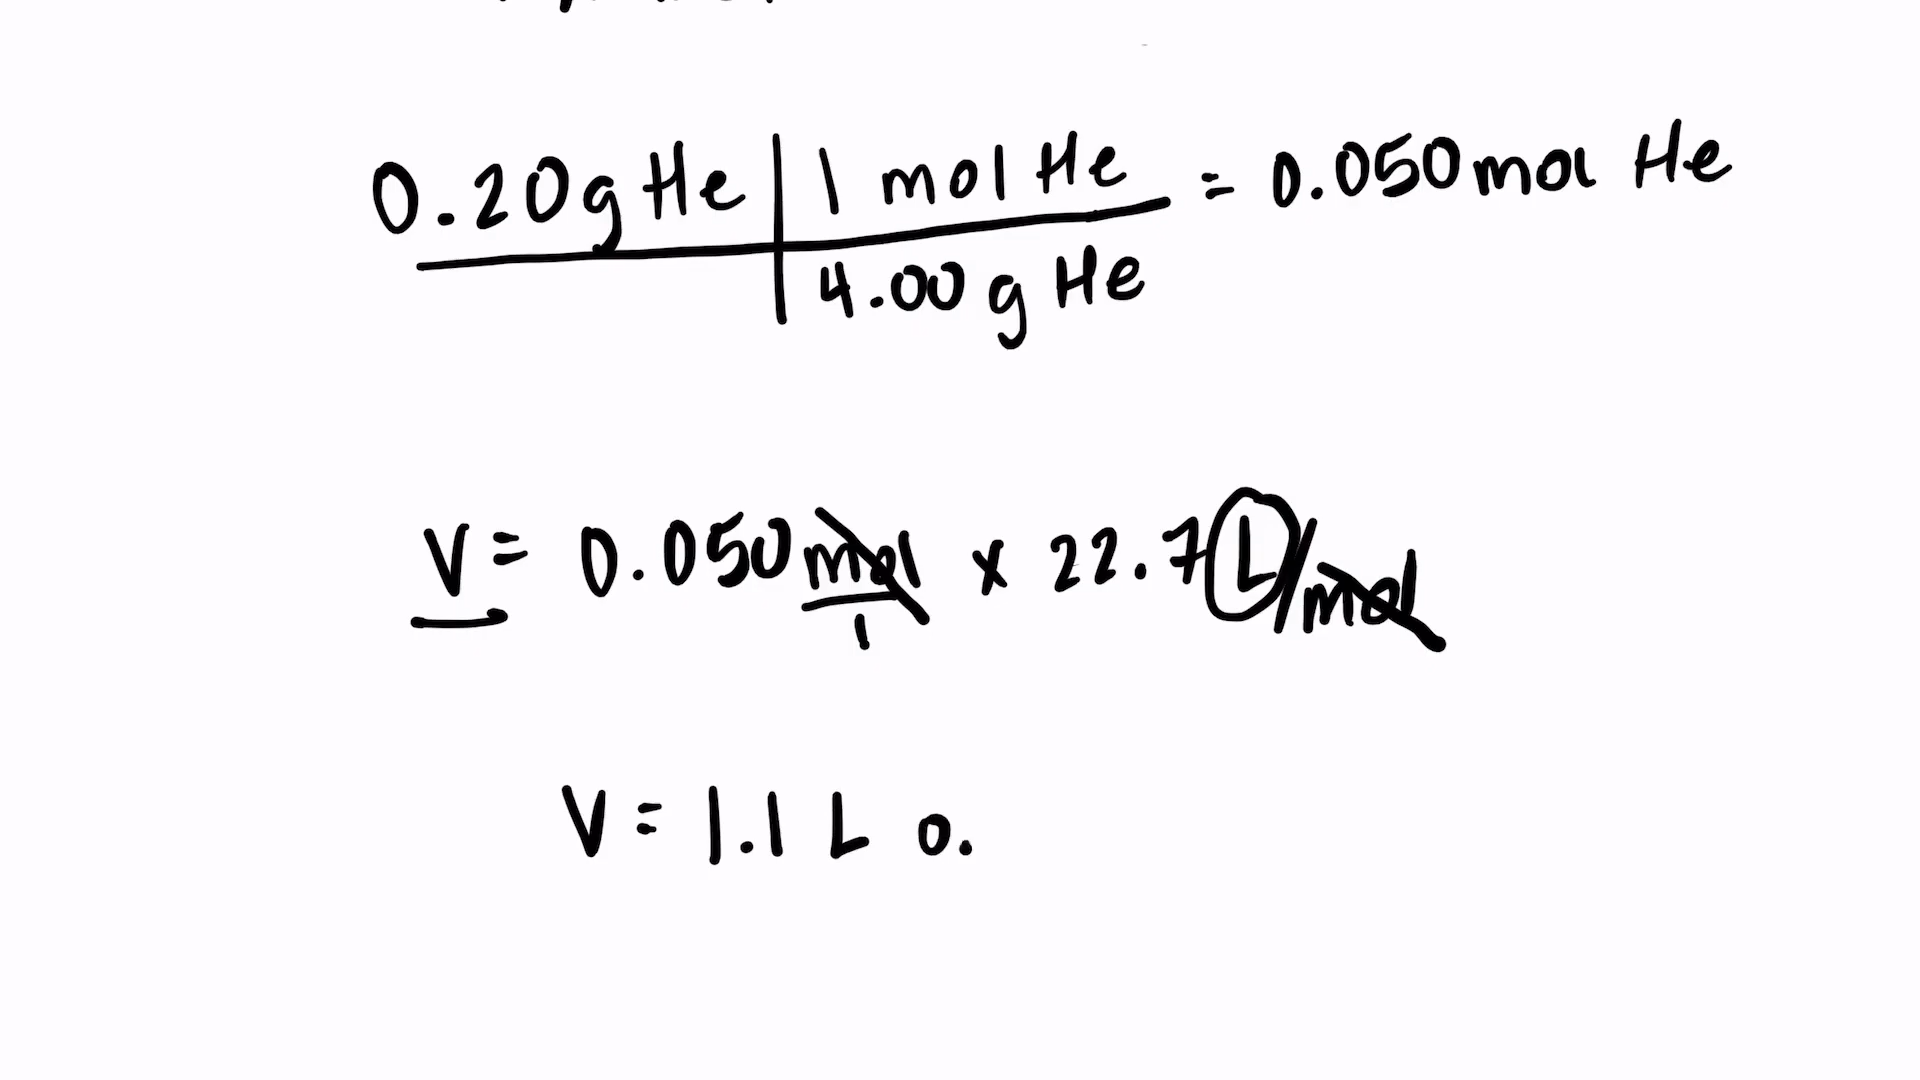 0.20g He | 1 mol He = 0.050 mol He
4.00 g He
V = 0.050 mol x 22.7 L/mol
1
V = 1.1 L o.